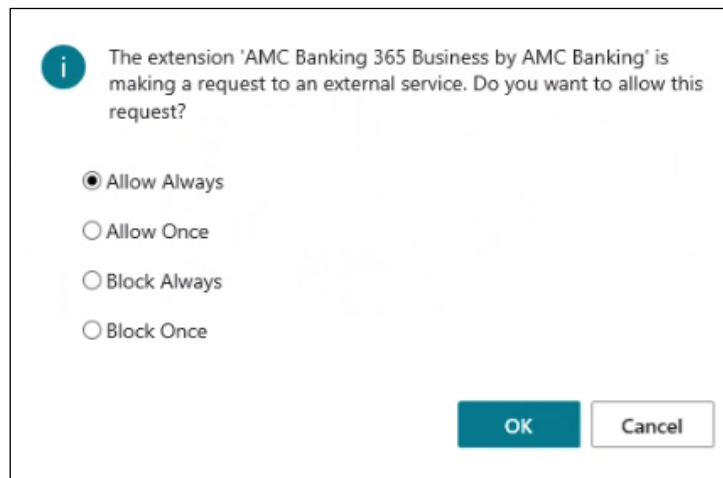 i
The extension 'AMC Banking 365 Business by AMC Banking' is
making a request to an external service. Do you want to allow this
request?
Allow Always
Allow Once
Block Always
Block Once
OK
Cancel